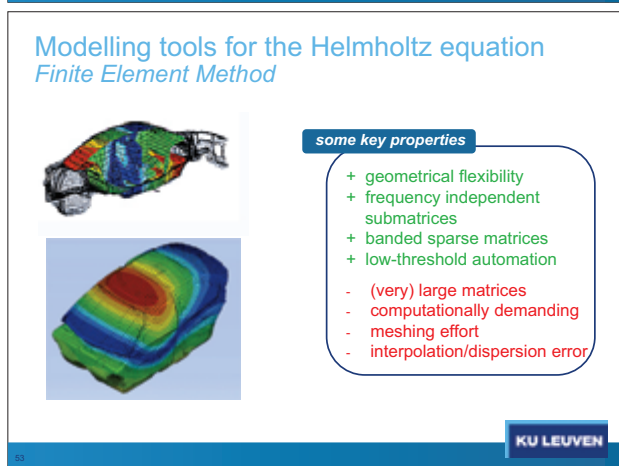 Modelling tools for the Helmholtz equation
Finite Element Method
some key properties
+ geometrical flexibility
+ frequency independent
submatrices
+ banded sparse matrices
+ low-threshold automation
- (very) large matrices
- computationally demanding
- meshing effort
- interpolation/dispersion error
53
KU LEUVEN